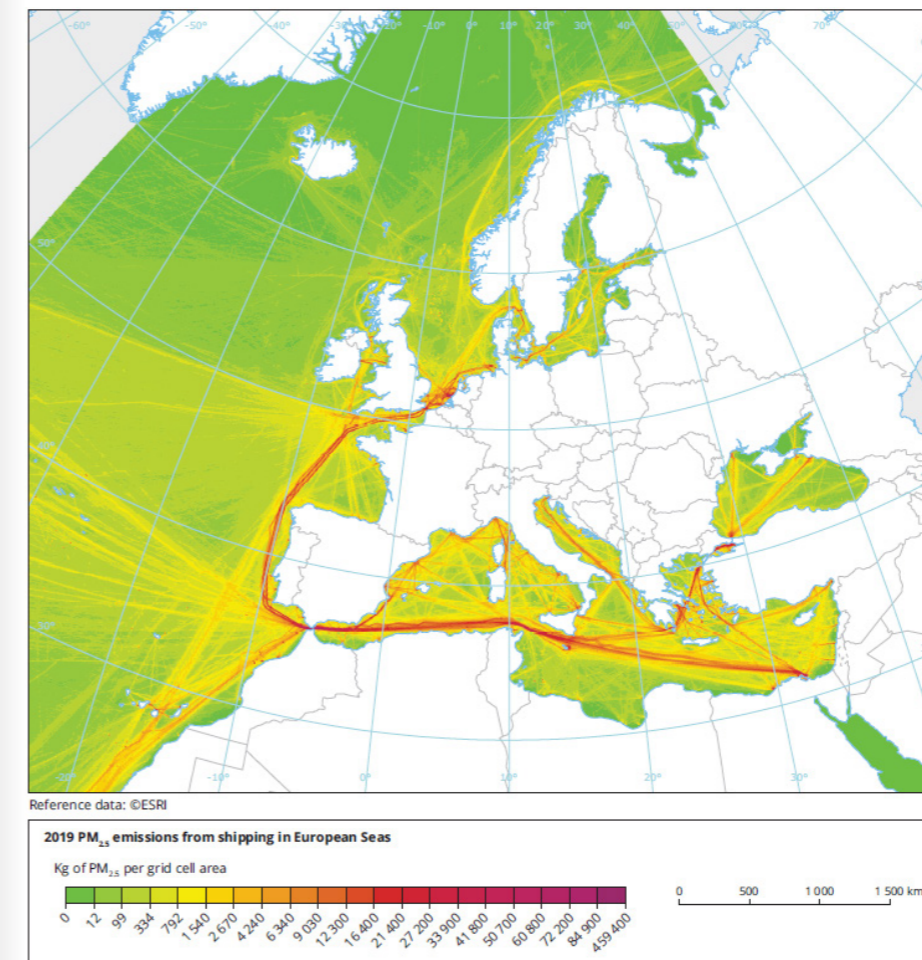 -60° -50° -40° -30° -20° -10° 0° 10° 20° 30° 40° 50° 70°
50°
40°
30°
-20° -10° 0° 10° 20° 30°
Reference data: ©ESRI
2019 PM2.5 emissions from shipping in European Seas
Kg of PM2.5 per grid cell area
0 12 99 334 792 1 540 2 670 4 240 6 340 9 030 12 300 16 400 21 400 27 200 33 900 41 800 50 700 60 800 72 200 84 900 459 400
0 500 1 000 1 500 km